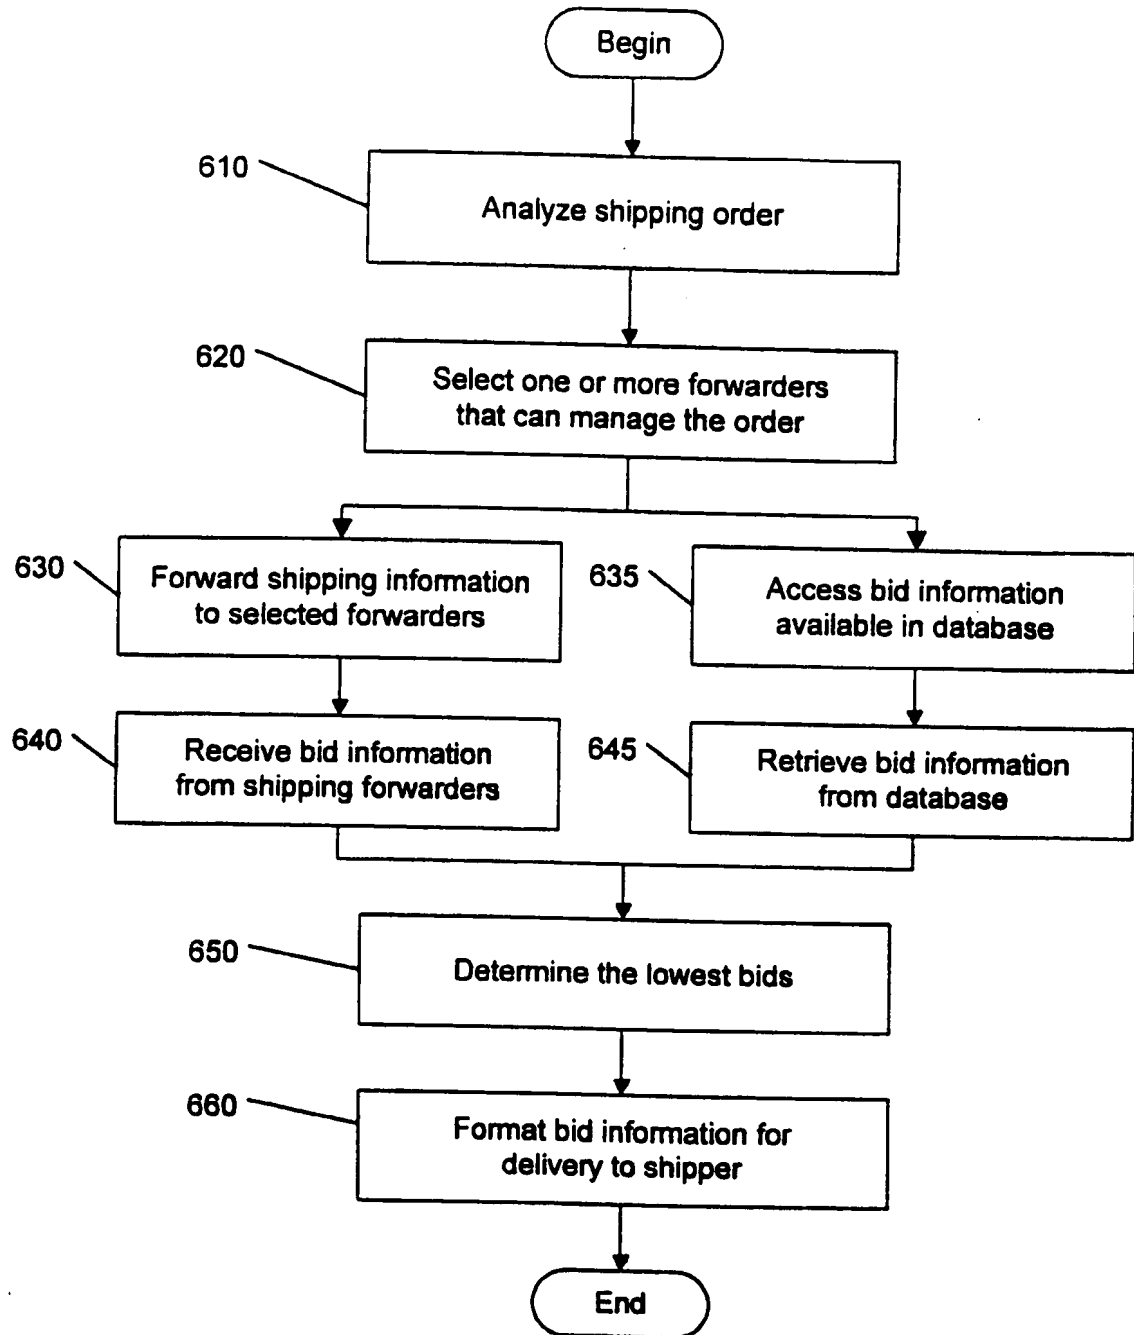 Begin
610
Analyze shipping order
620
Select one or more forwarders
that can manage the order
630
Forward shipping information
to selected forwarders
635
Access bid information
available in database
640
Receive bid information
from shipping forwarders
645
Retrieve bid information
from database
650
Determine the lowest bids
660
Format bid information for
delivery to shipper
End